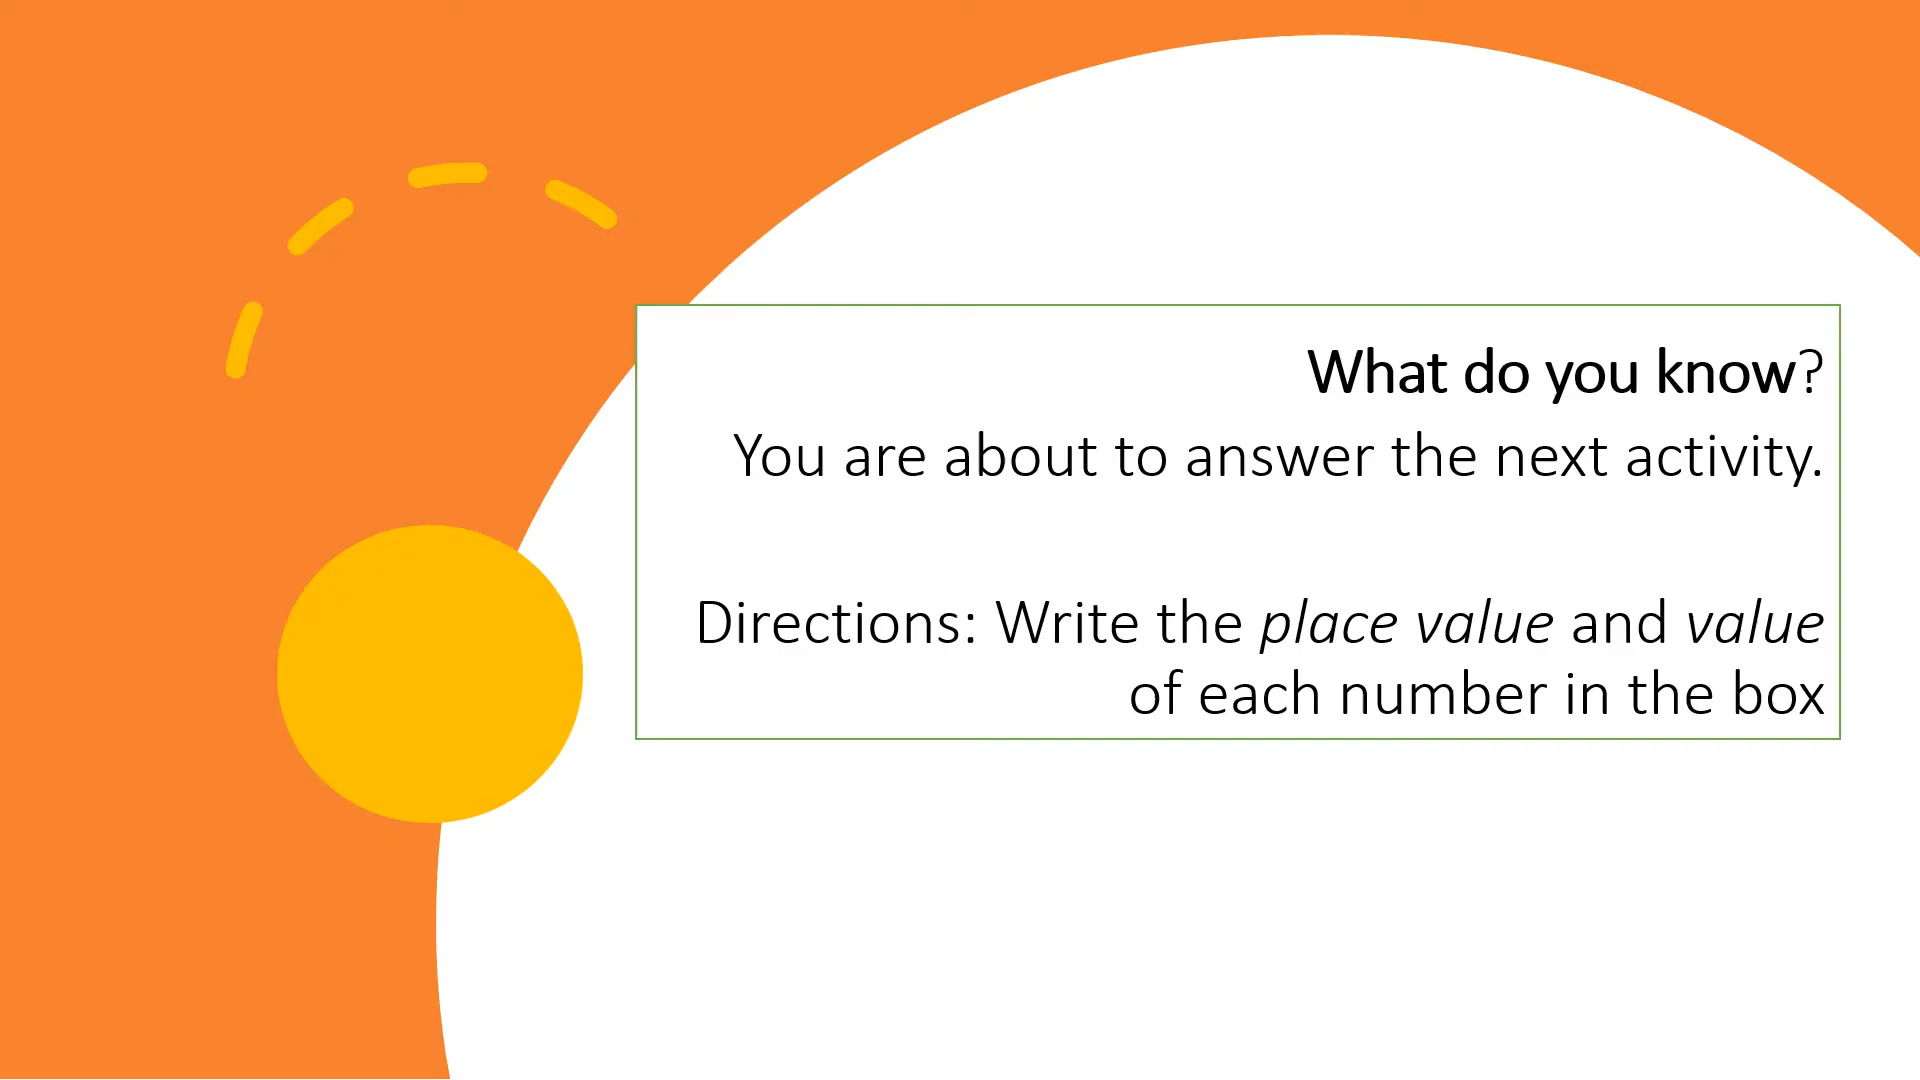 What do you know?
You are about to answer the next activity.
Directions: Write the place value and value
of each number in the box